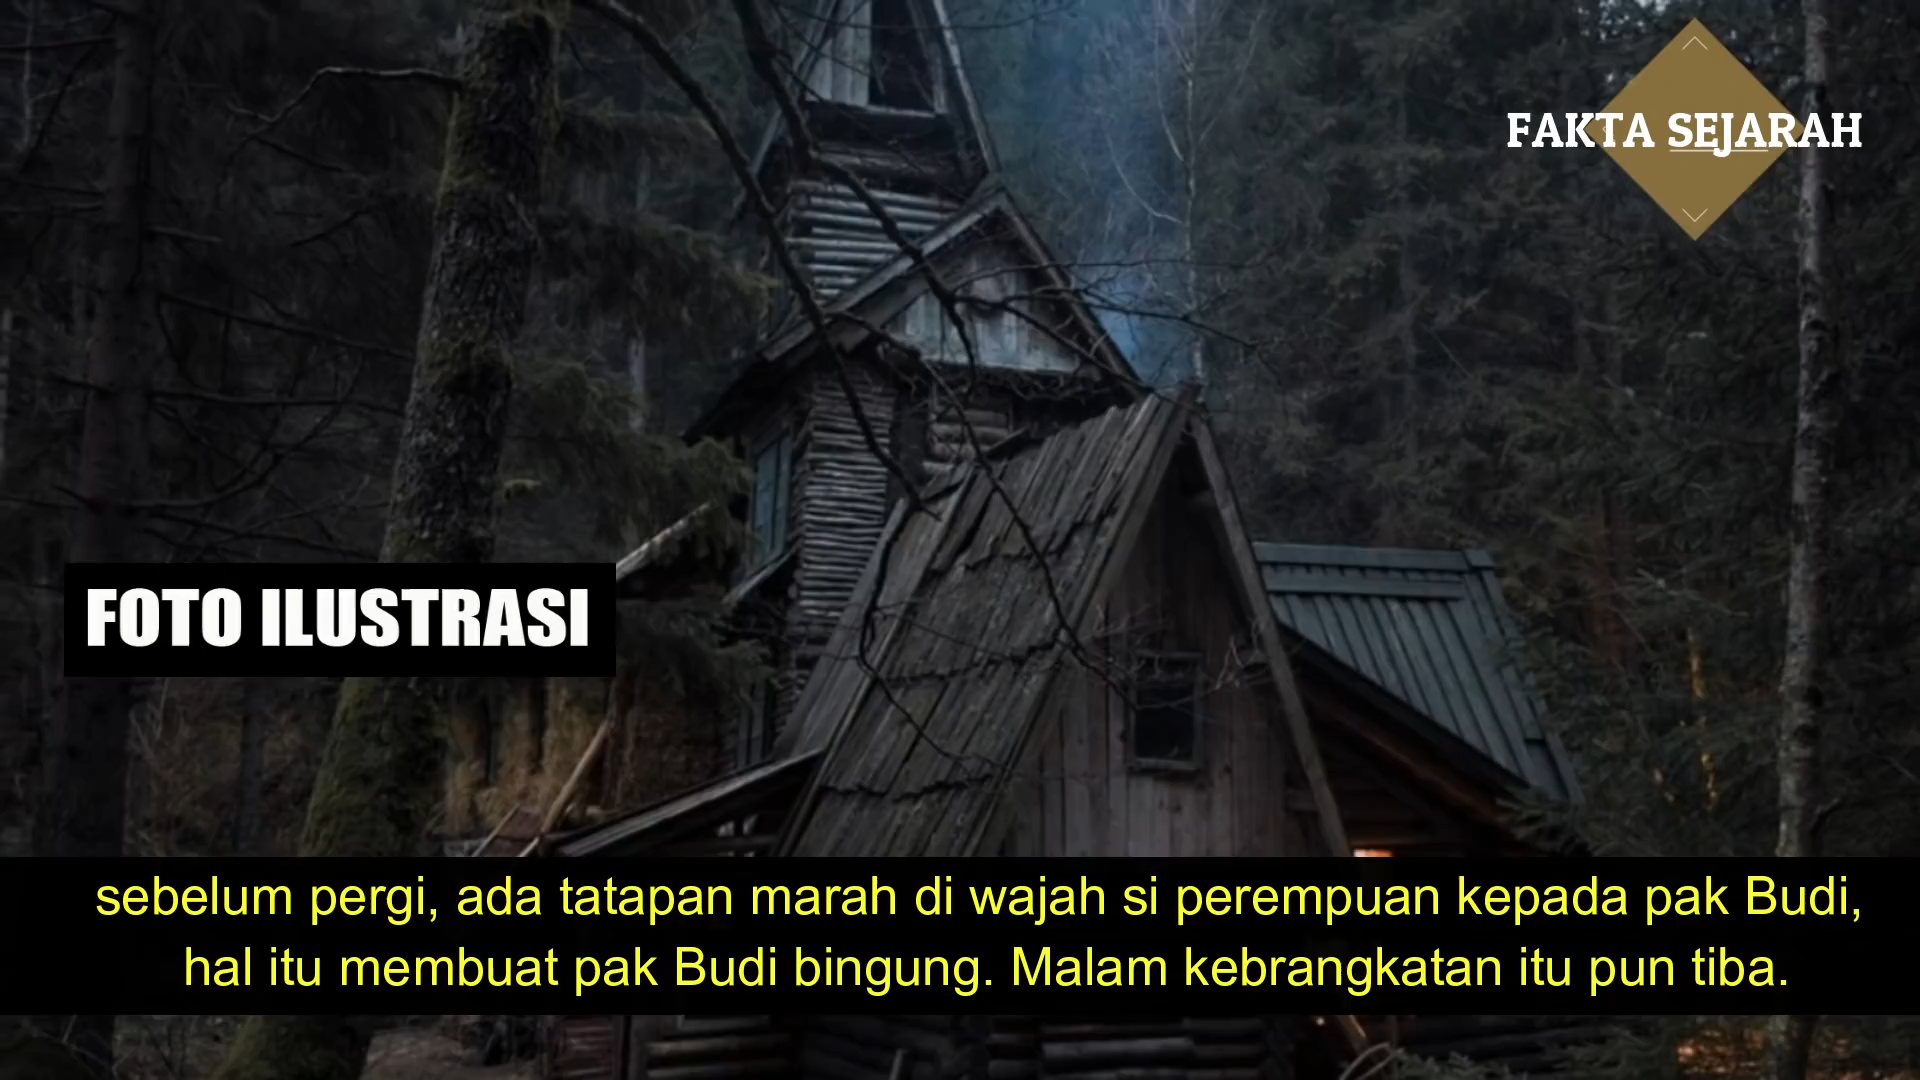 FAKTA SEJARAH
FOTO ILUSTRASI
sebelum pergi, ada tatapan marah di wajah si perempuan kepada pak Budi,
hal itu membuat pak Budi bingung. Malam kebrangkatan itu pun tiba.